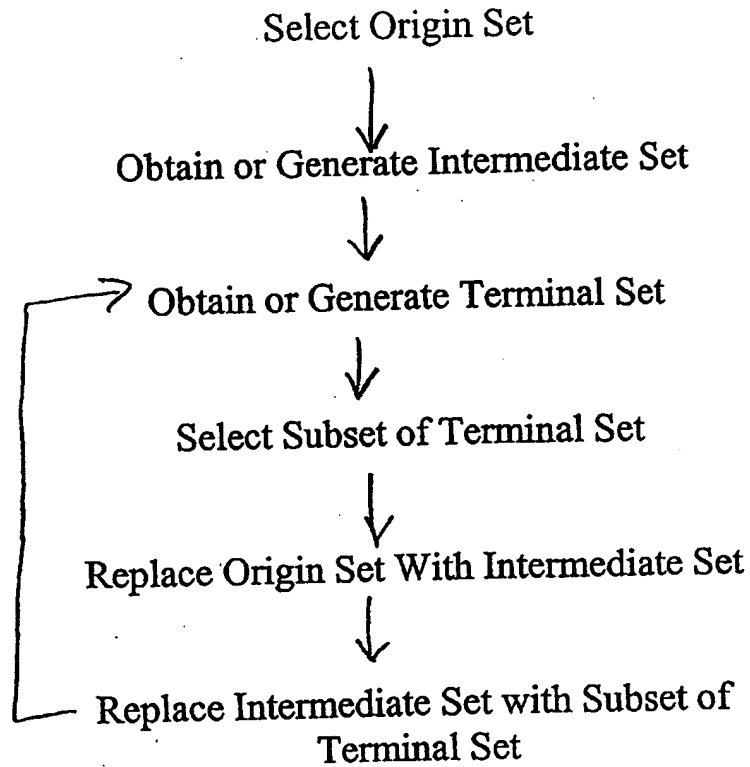 Select Origin Set
Obtain or Generate Intermediate Set
Obtain or Generate Terminal Set
Select Subset of Terminal Set
Replace Origin Set With Intermediate Set
Replace Intermediate Set with Subset of
Terminal Set